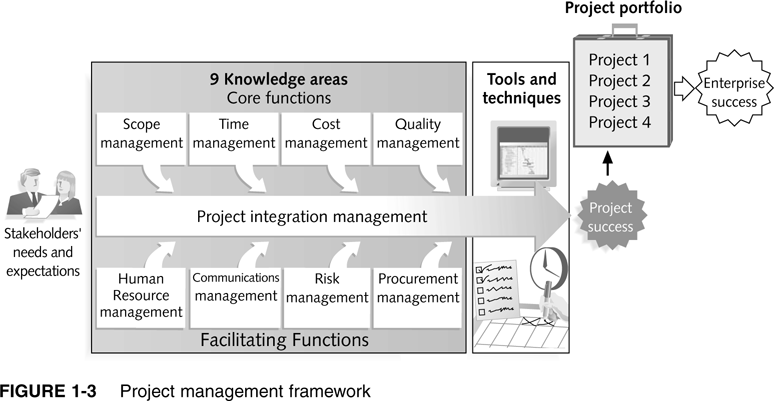 Project portfolio
Project 1
Project 2
Project 3
Project 4
Enterprise
success
9 Knowledge areas
Core functions
Tools and
techniques
Scope
management
Time
management
Cost
management
Quality
management
Stakeholders'
needs and
expectations
Project integration management
Project
success
Human
Resource
management
Communications
management
Risk
management
Procurement
management
Facilitating Functions
FIGURE 1-3 Project management framework